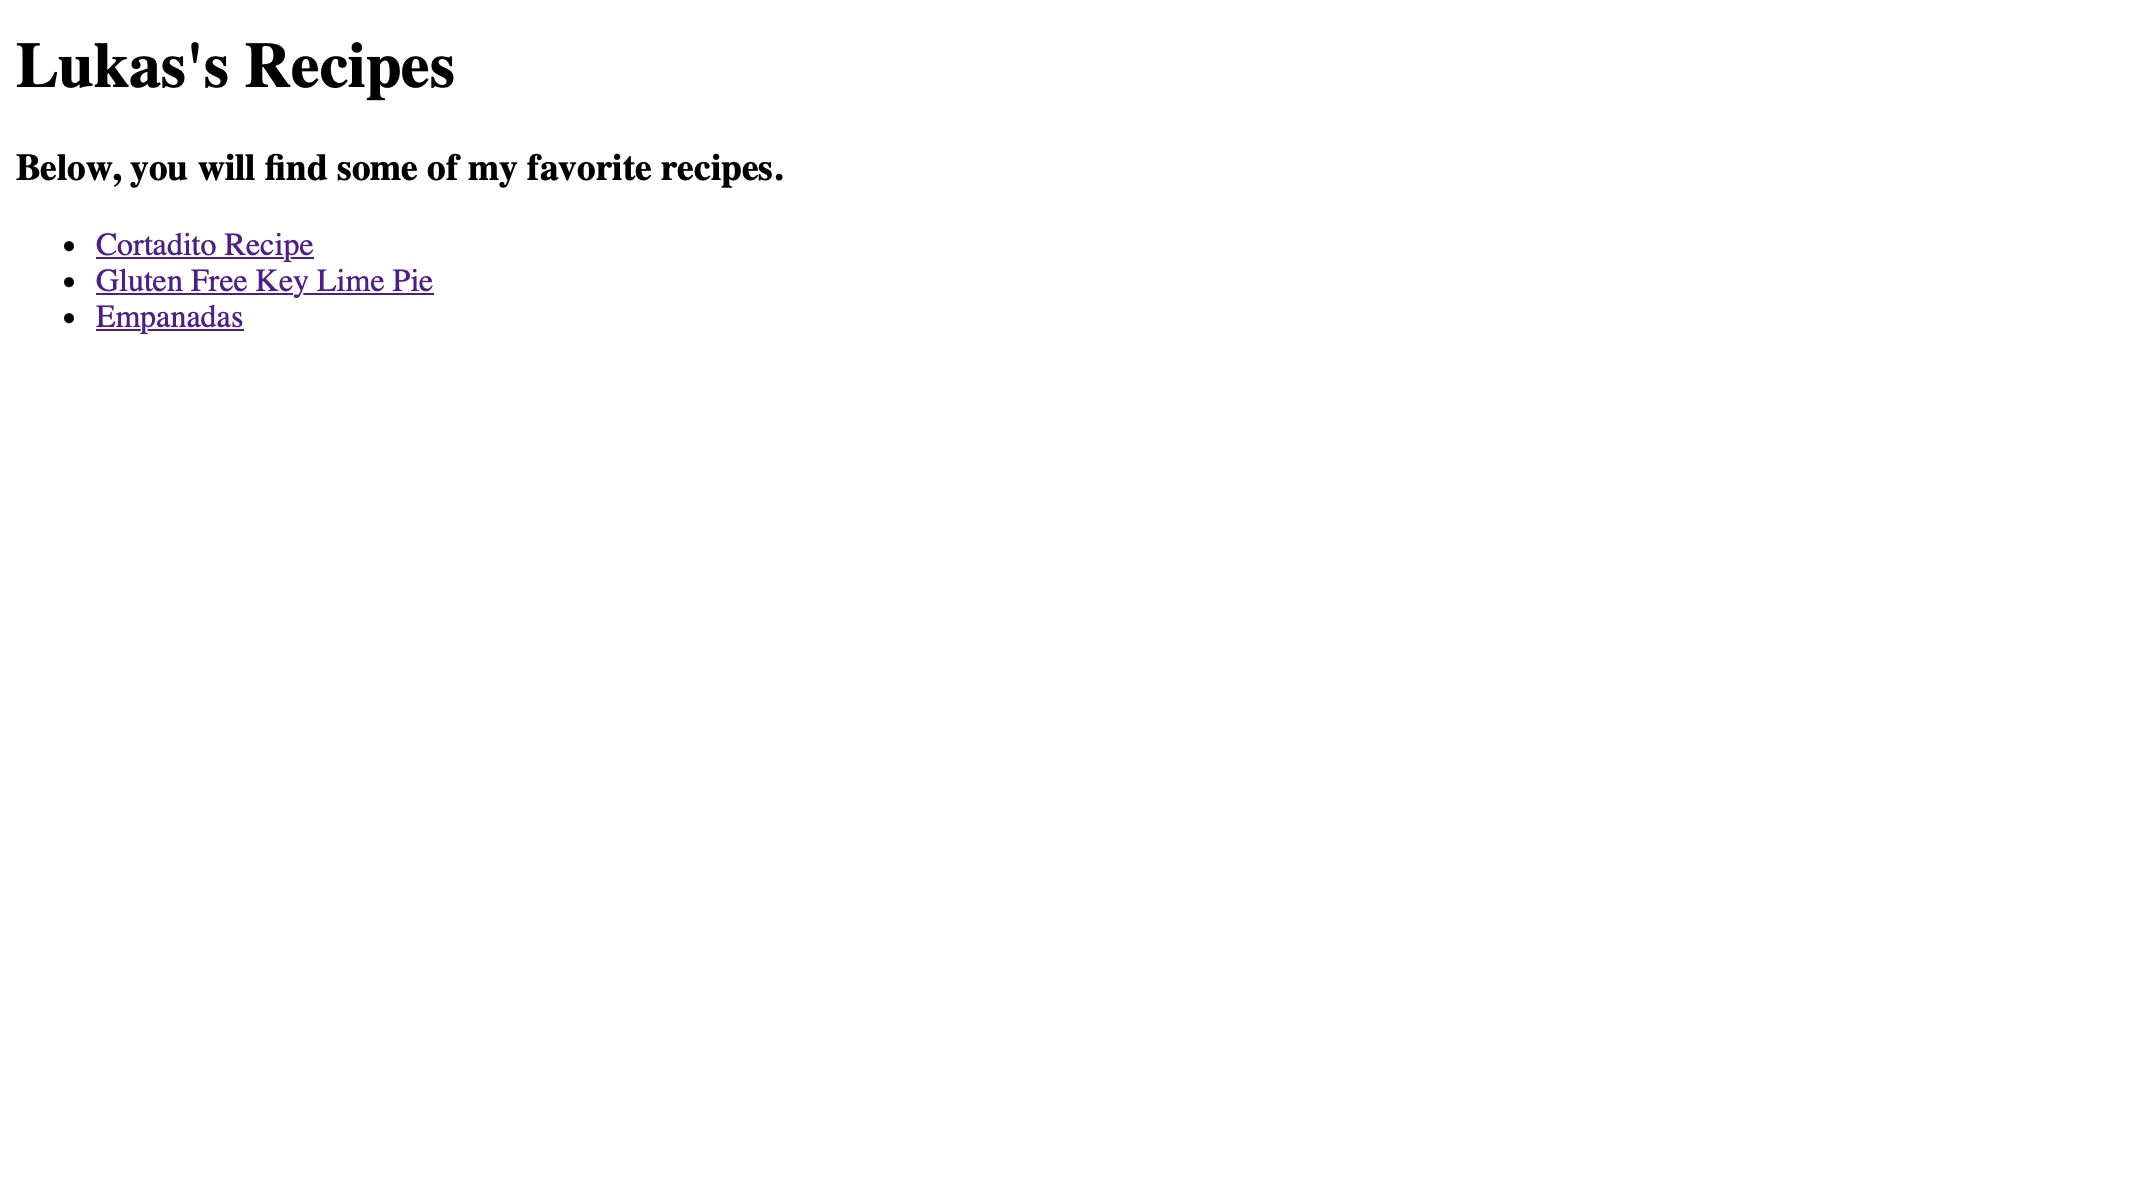 Lukas's Recipes
Below, you will find some of my favorite recipes.
Cortadito Recipe
Gluten Free Key Lime Pie
Empanadas